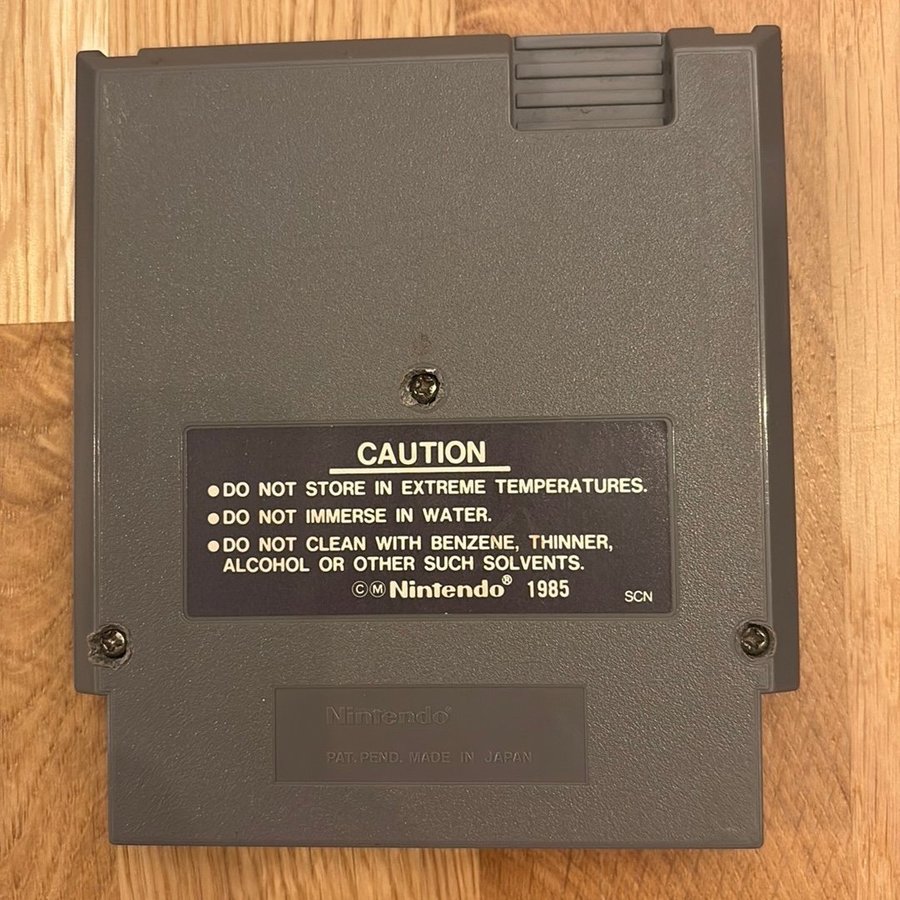 CAUTION
●DO NOT STORE IN EXTREME TEMPERATURES.
●DO NOT IMMERSE IN WATER.
●DO NOT CLEAN WITH BENZENE, THINNER,
ALCOHOL OR OTHER SUCH SOLVENTS.
ⒸⓂNintendo® 1985 SCN
Nintendo®
PAT. PEND. MADE IN JAPAN